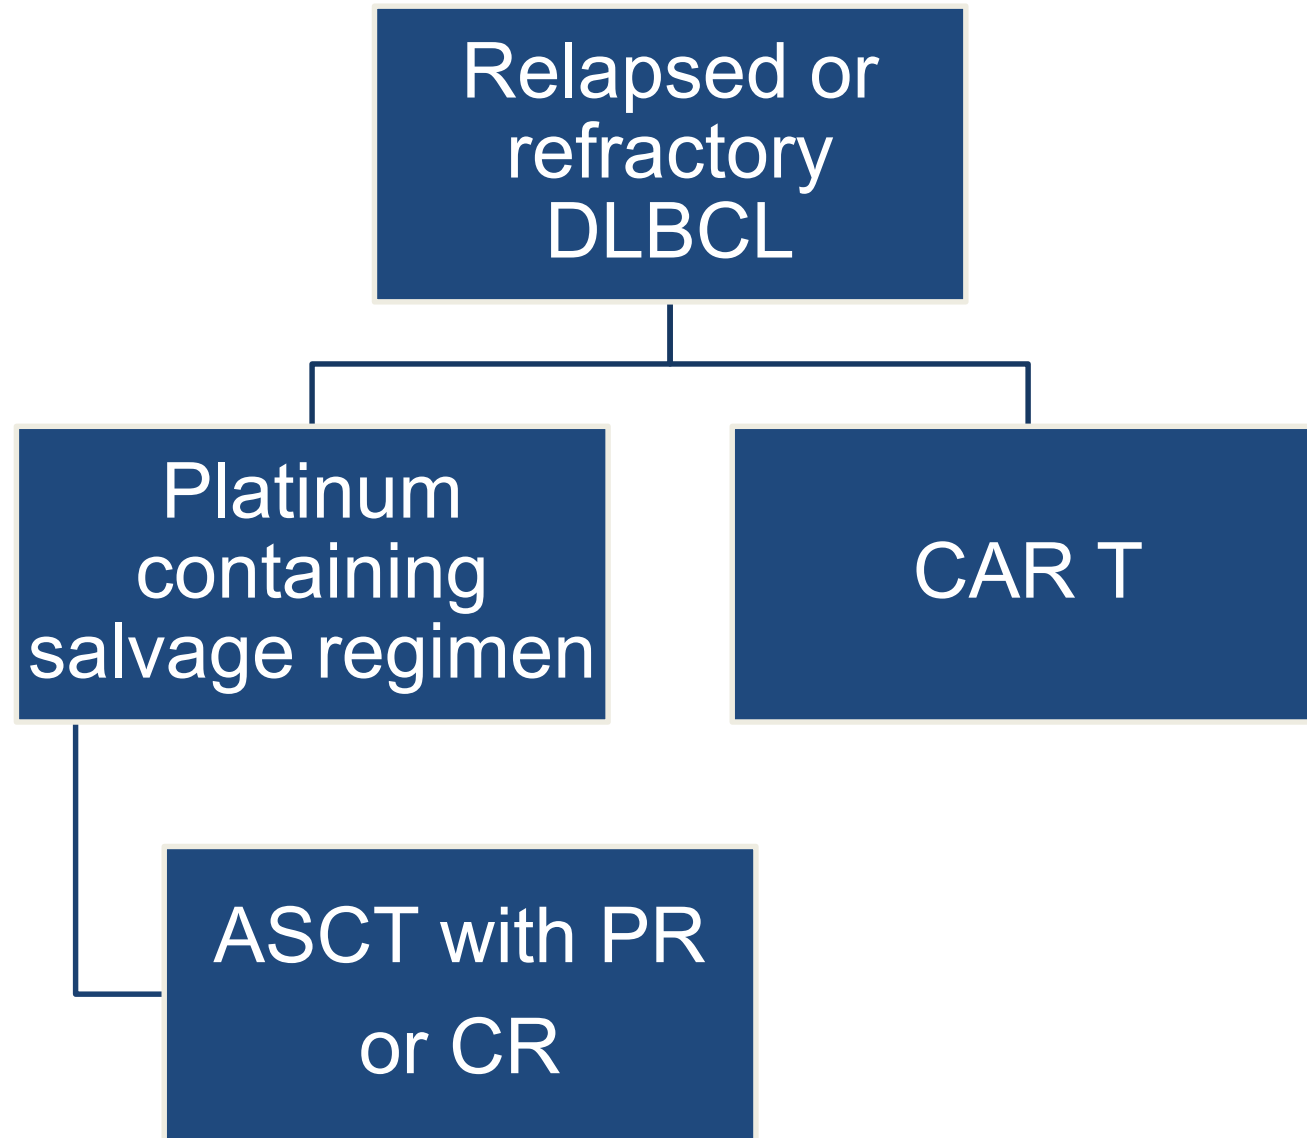 Relapsed or
refractory
DLBCL
Platinum
containing
salvage regimen
CAR T
ASCT with PR
or CR